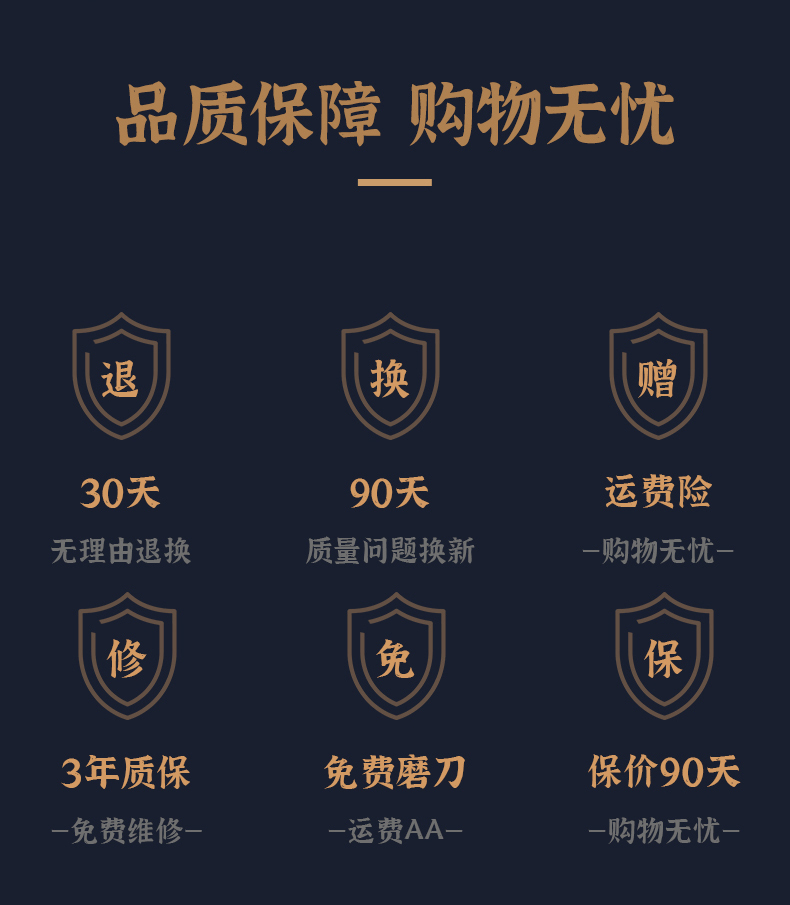 品质保障 购物无忧
退
换
赠
30天
90天
运费险
无理由退换
质量问题换新
–购物无忧–
修
免
保
3年质保
免费磨刀
保价90天
–免费维修–
–运费AA–
–购物无忧–